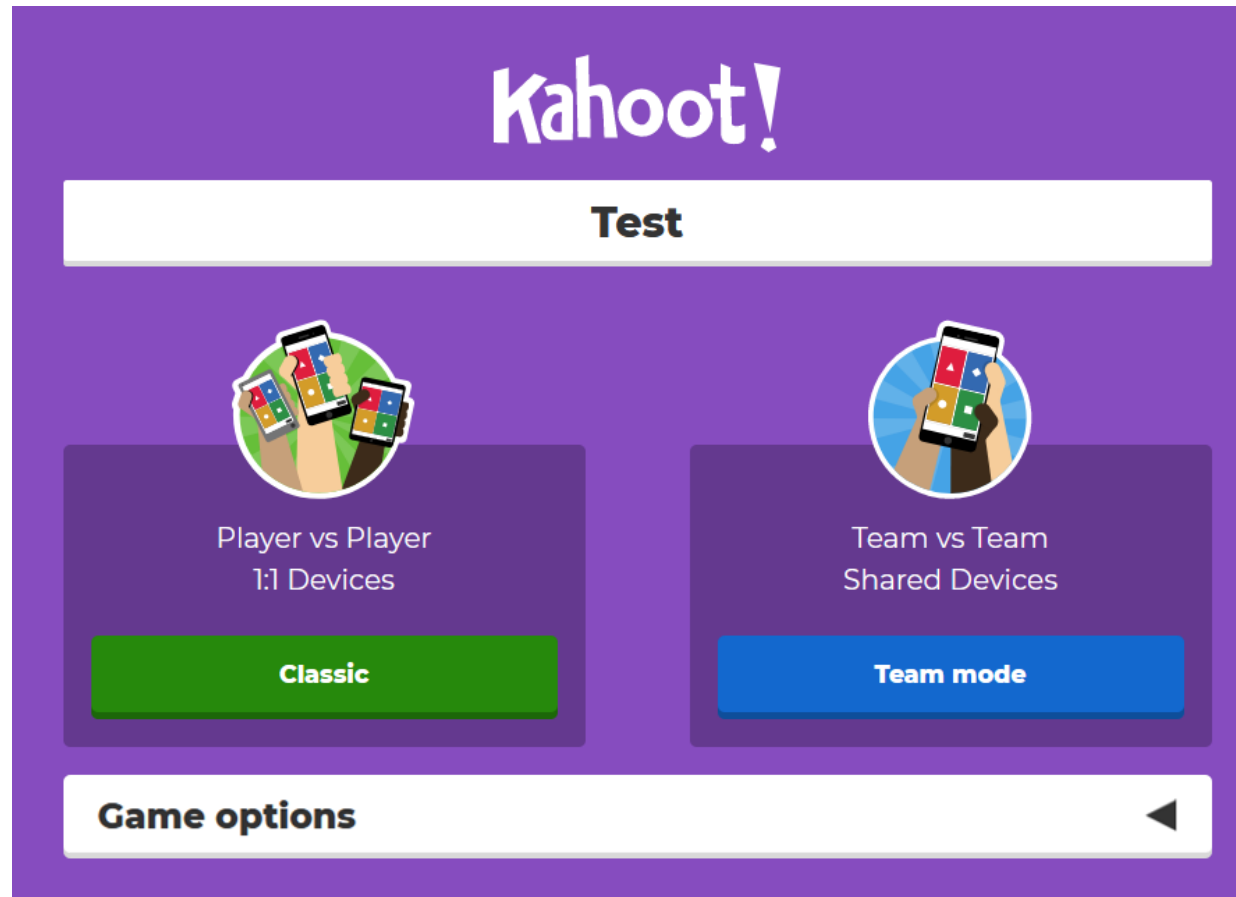 Kahoot!
Test
Player vs Player
1:1 Devices
Classic
Team vs Team
Shared Devices
Team mode
Game options